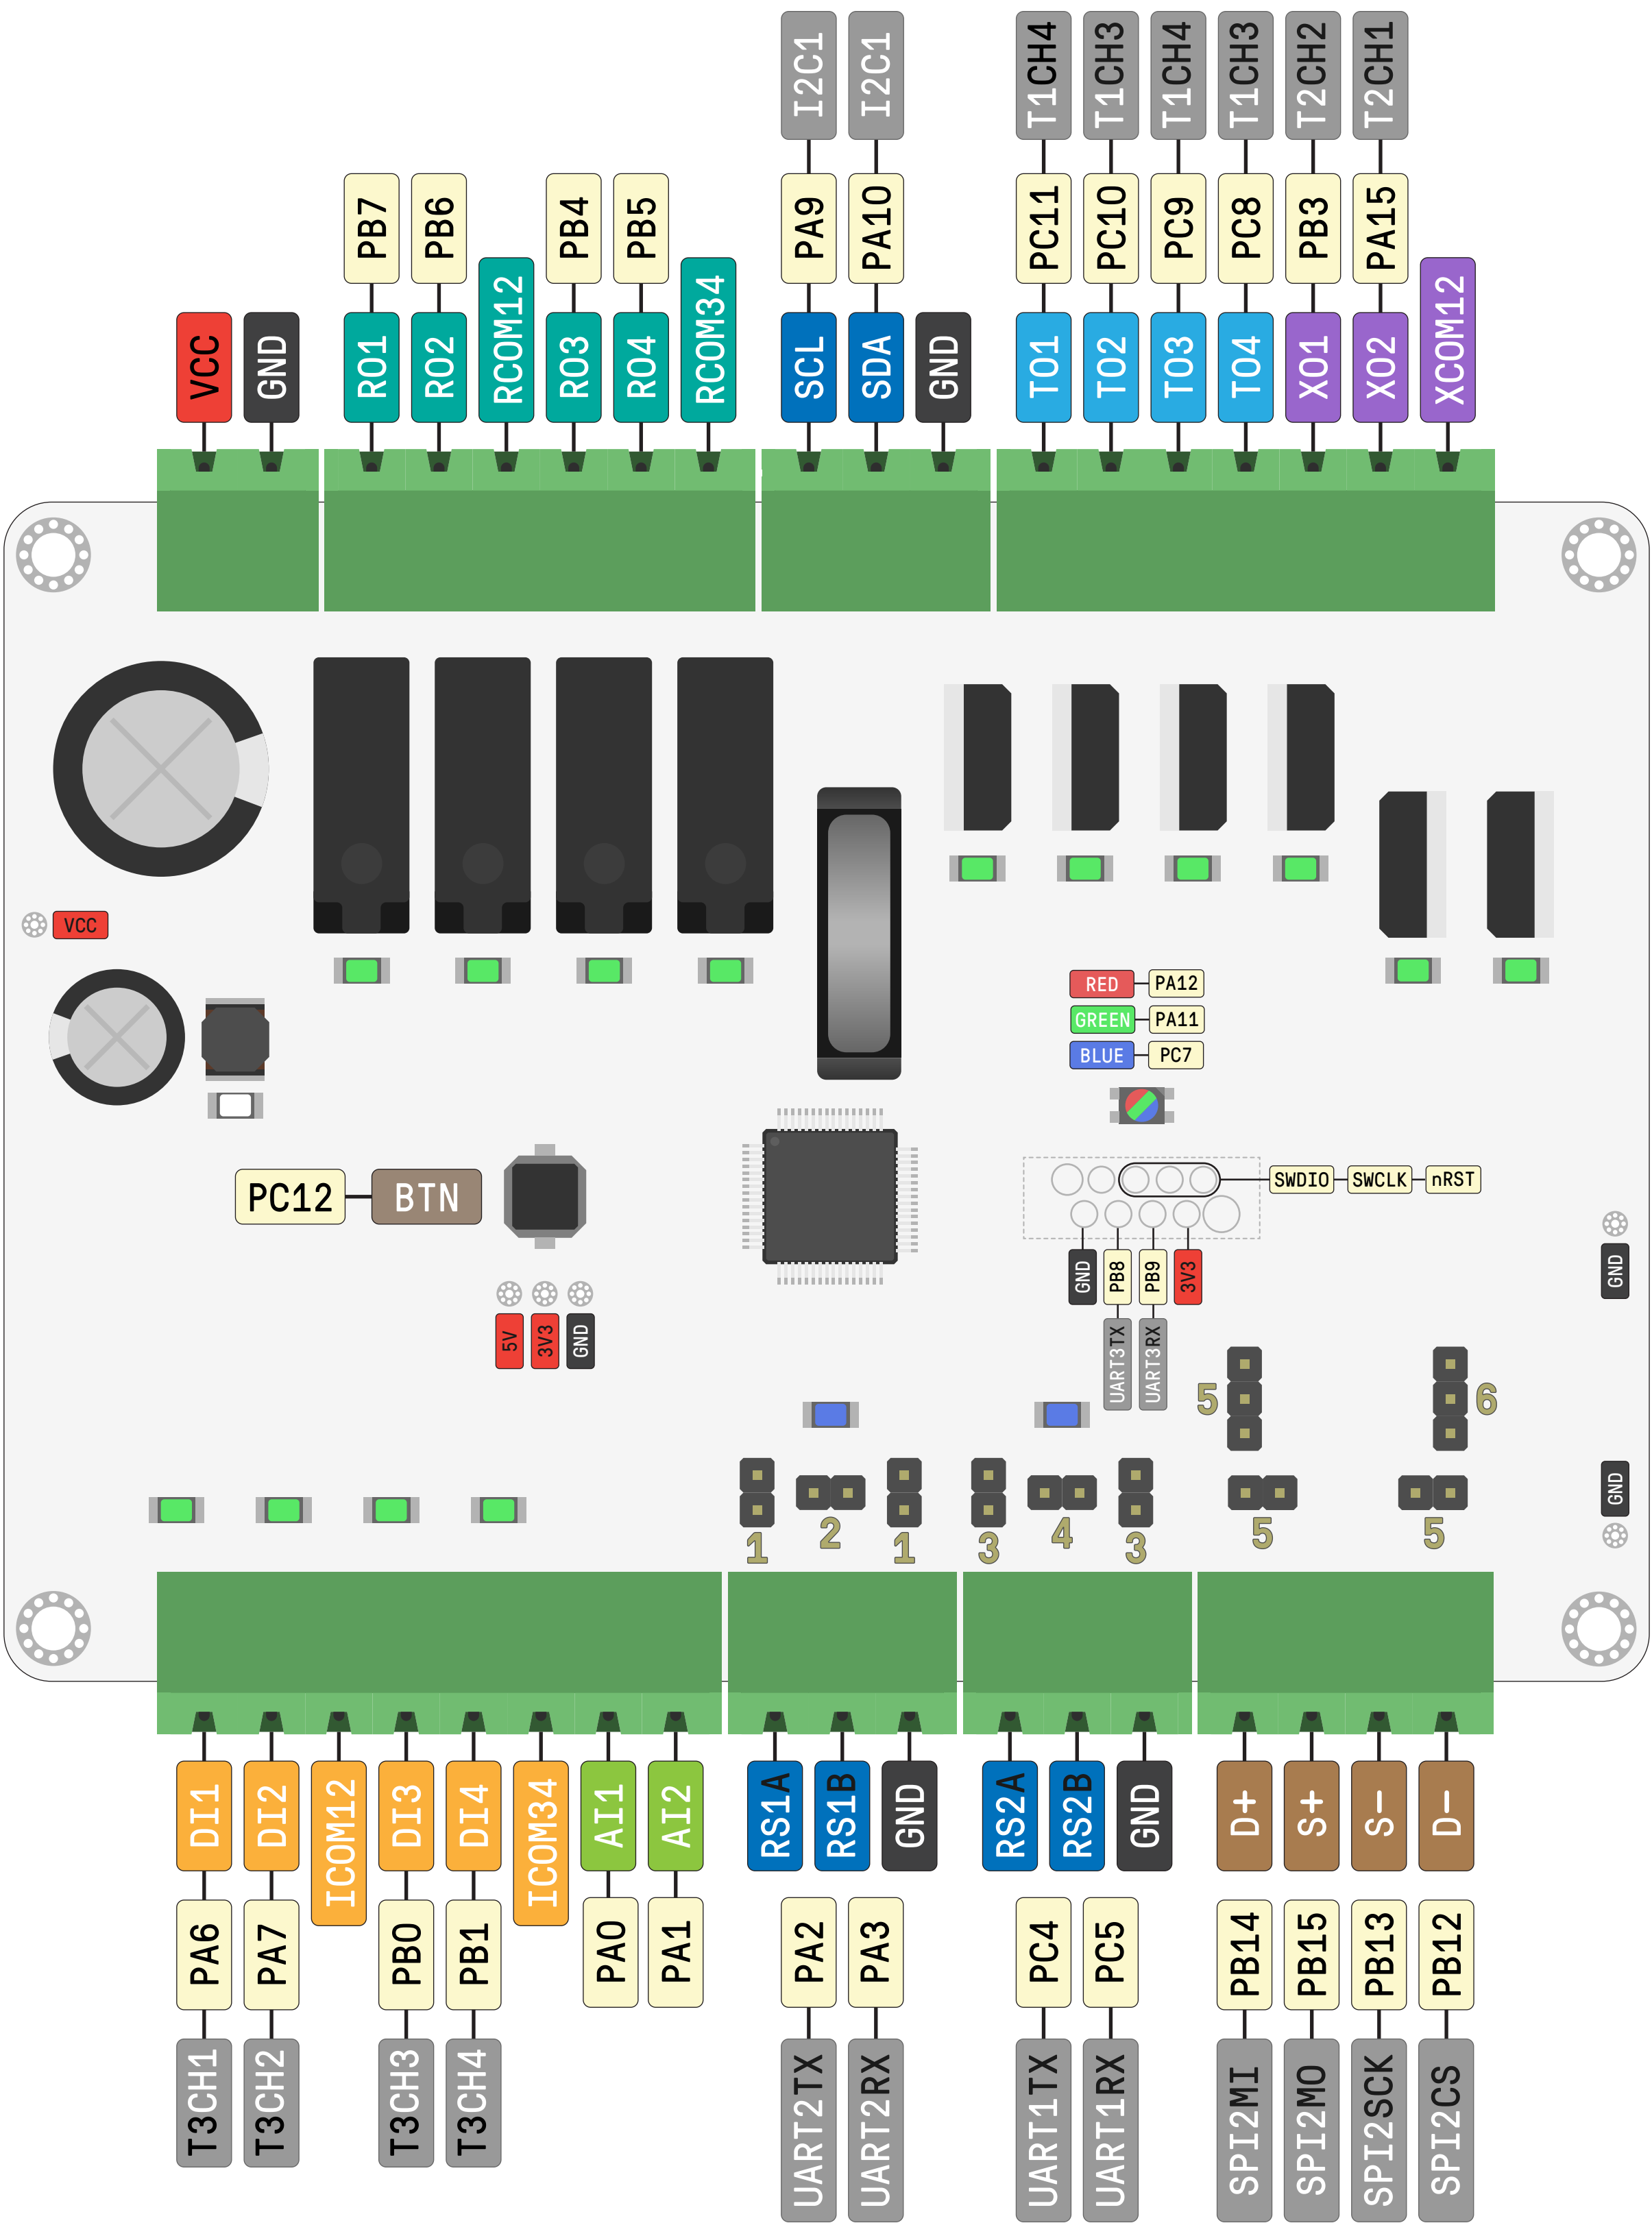 I2C1 I2C1 T1CH4 T1CH3 T1CH4 T1CH3 T2CH2 T2CH1
PB7 PB6 PB4 PB5 PA9 PA10 PC11 PC10 PC9 PC8 PB3 PA15
VCC GND RO1 RO2 RCOM12 RO3 RO4 RCOM34 SCL SDA GND TO1 TO2 TO3 TO4 XO1 XO2 XCOM12
VCC
RED PA12
GREEN PA11
BLUE PC7
PC12 BTN
SWDIO SWCLK nRST
GND PB8 PB9 3V3
GND
5V 3V3 GND
UART3TX UART3RX
5 6
GND
1 2 1 3 4 3 5 5
DI1 DI2 ICOM12 DI3 DI4 ICOM34 AI1 AI2 RS1A RS1B GND RS2A RS2B GND D+ S+ S- D-
PA6 PA7 PB0 PB1 PA0 PA1 PA2 PA3 PC4 PC5 PB14 PB15 PB13 PB12
T3CH1 T3CH2 T3CH3 T3CH4 UART2TX UART2RX UART1TX UART1RX SPI2MI SPI2MO SPI2SCK SPI2CS